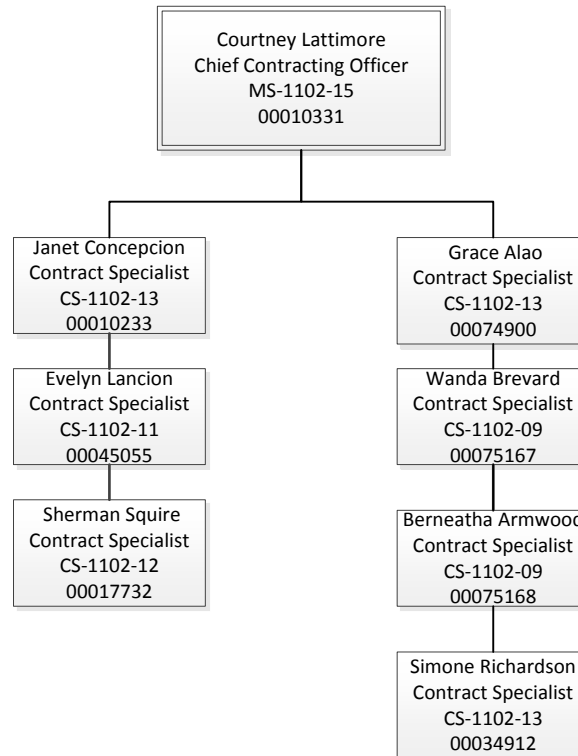 Courtney Lattimore
Chief Contracting Officer
MS-1102-15
00010331
Janet Concepcion
Contract Specialist
CS-1102-13
00010233
Evelyn Lancion
Contract Specialist
CS-1102-11
00045055
Sherman Squire
Contract Specialist
CS-1102-12
00017732
Grace Alao
Contract Specialist
CS-1102-13
00074900
Wanda Brevard
Contract Specialist
CS-1102-09
00075167
Berneatha Armwood
Contract Specialist
CS-1102-09
00075168
Simone Richardson
Contract Specialist
CS-1102-13
00034912